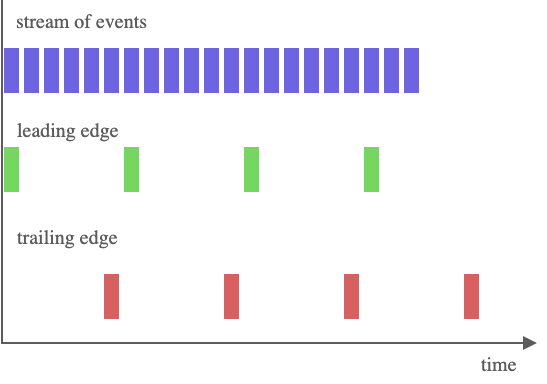 stream of events
leading edge
trailing edge
time